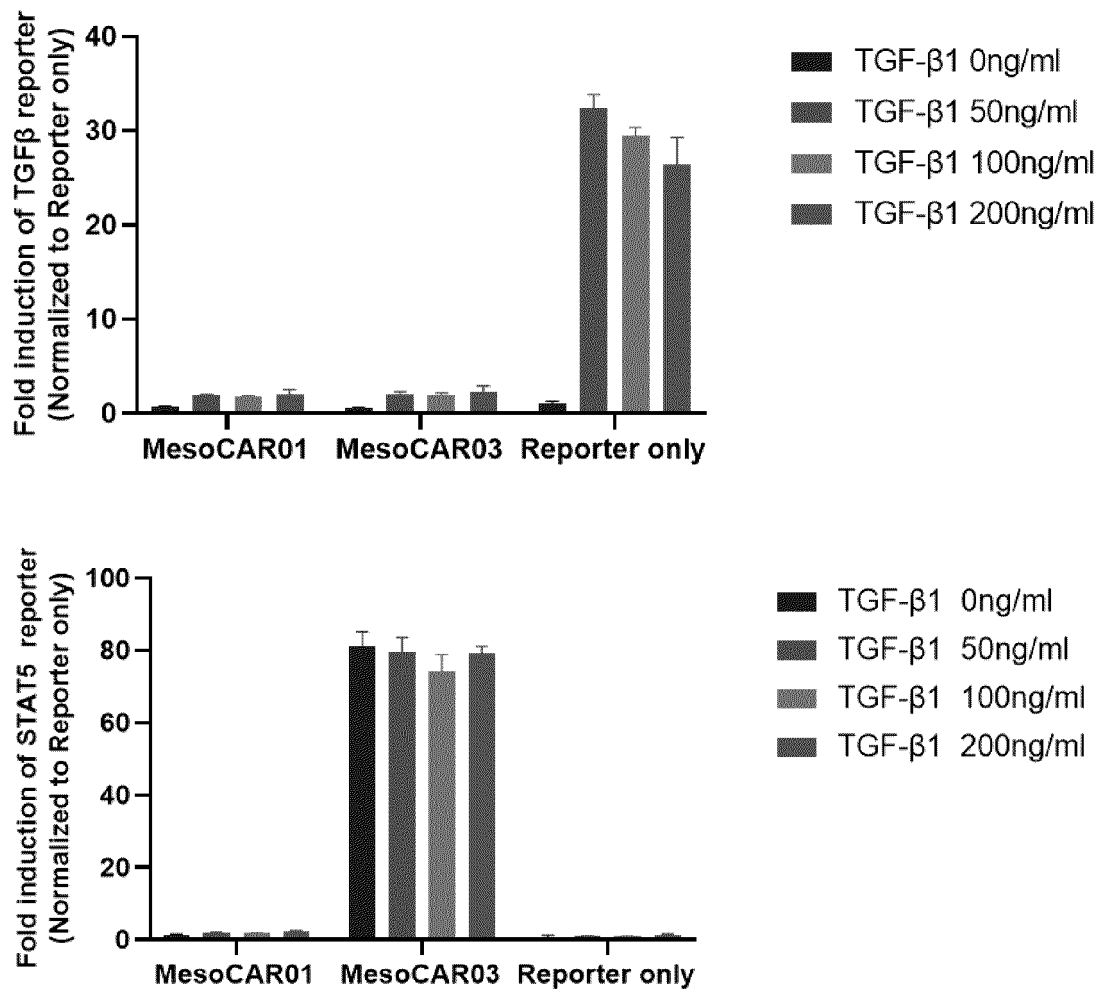 Fold induction of TGFβ reporter
(Normalized to Reporter only)
40
30
20
10
0
MesoCAR01
MesoCAR03
Reporter only
TGF-β1 0ng/ml
TGF-β1 50ng/ml
TGF-β1 100ng/ml
TGF-β1 200ng/ml
Fold induction of STAT5 reporter
(Normalized to Reporter only)
100
80
60
40
20
0
MesoCAR01
MesoCAR03
Reporter only
TGF-β1 0ng/ml
TGF-β1 50ng/ml
TGF-β1 100ng/ml
TGF-β1 200ng/ml